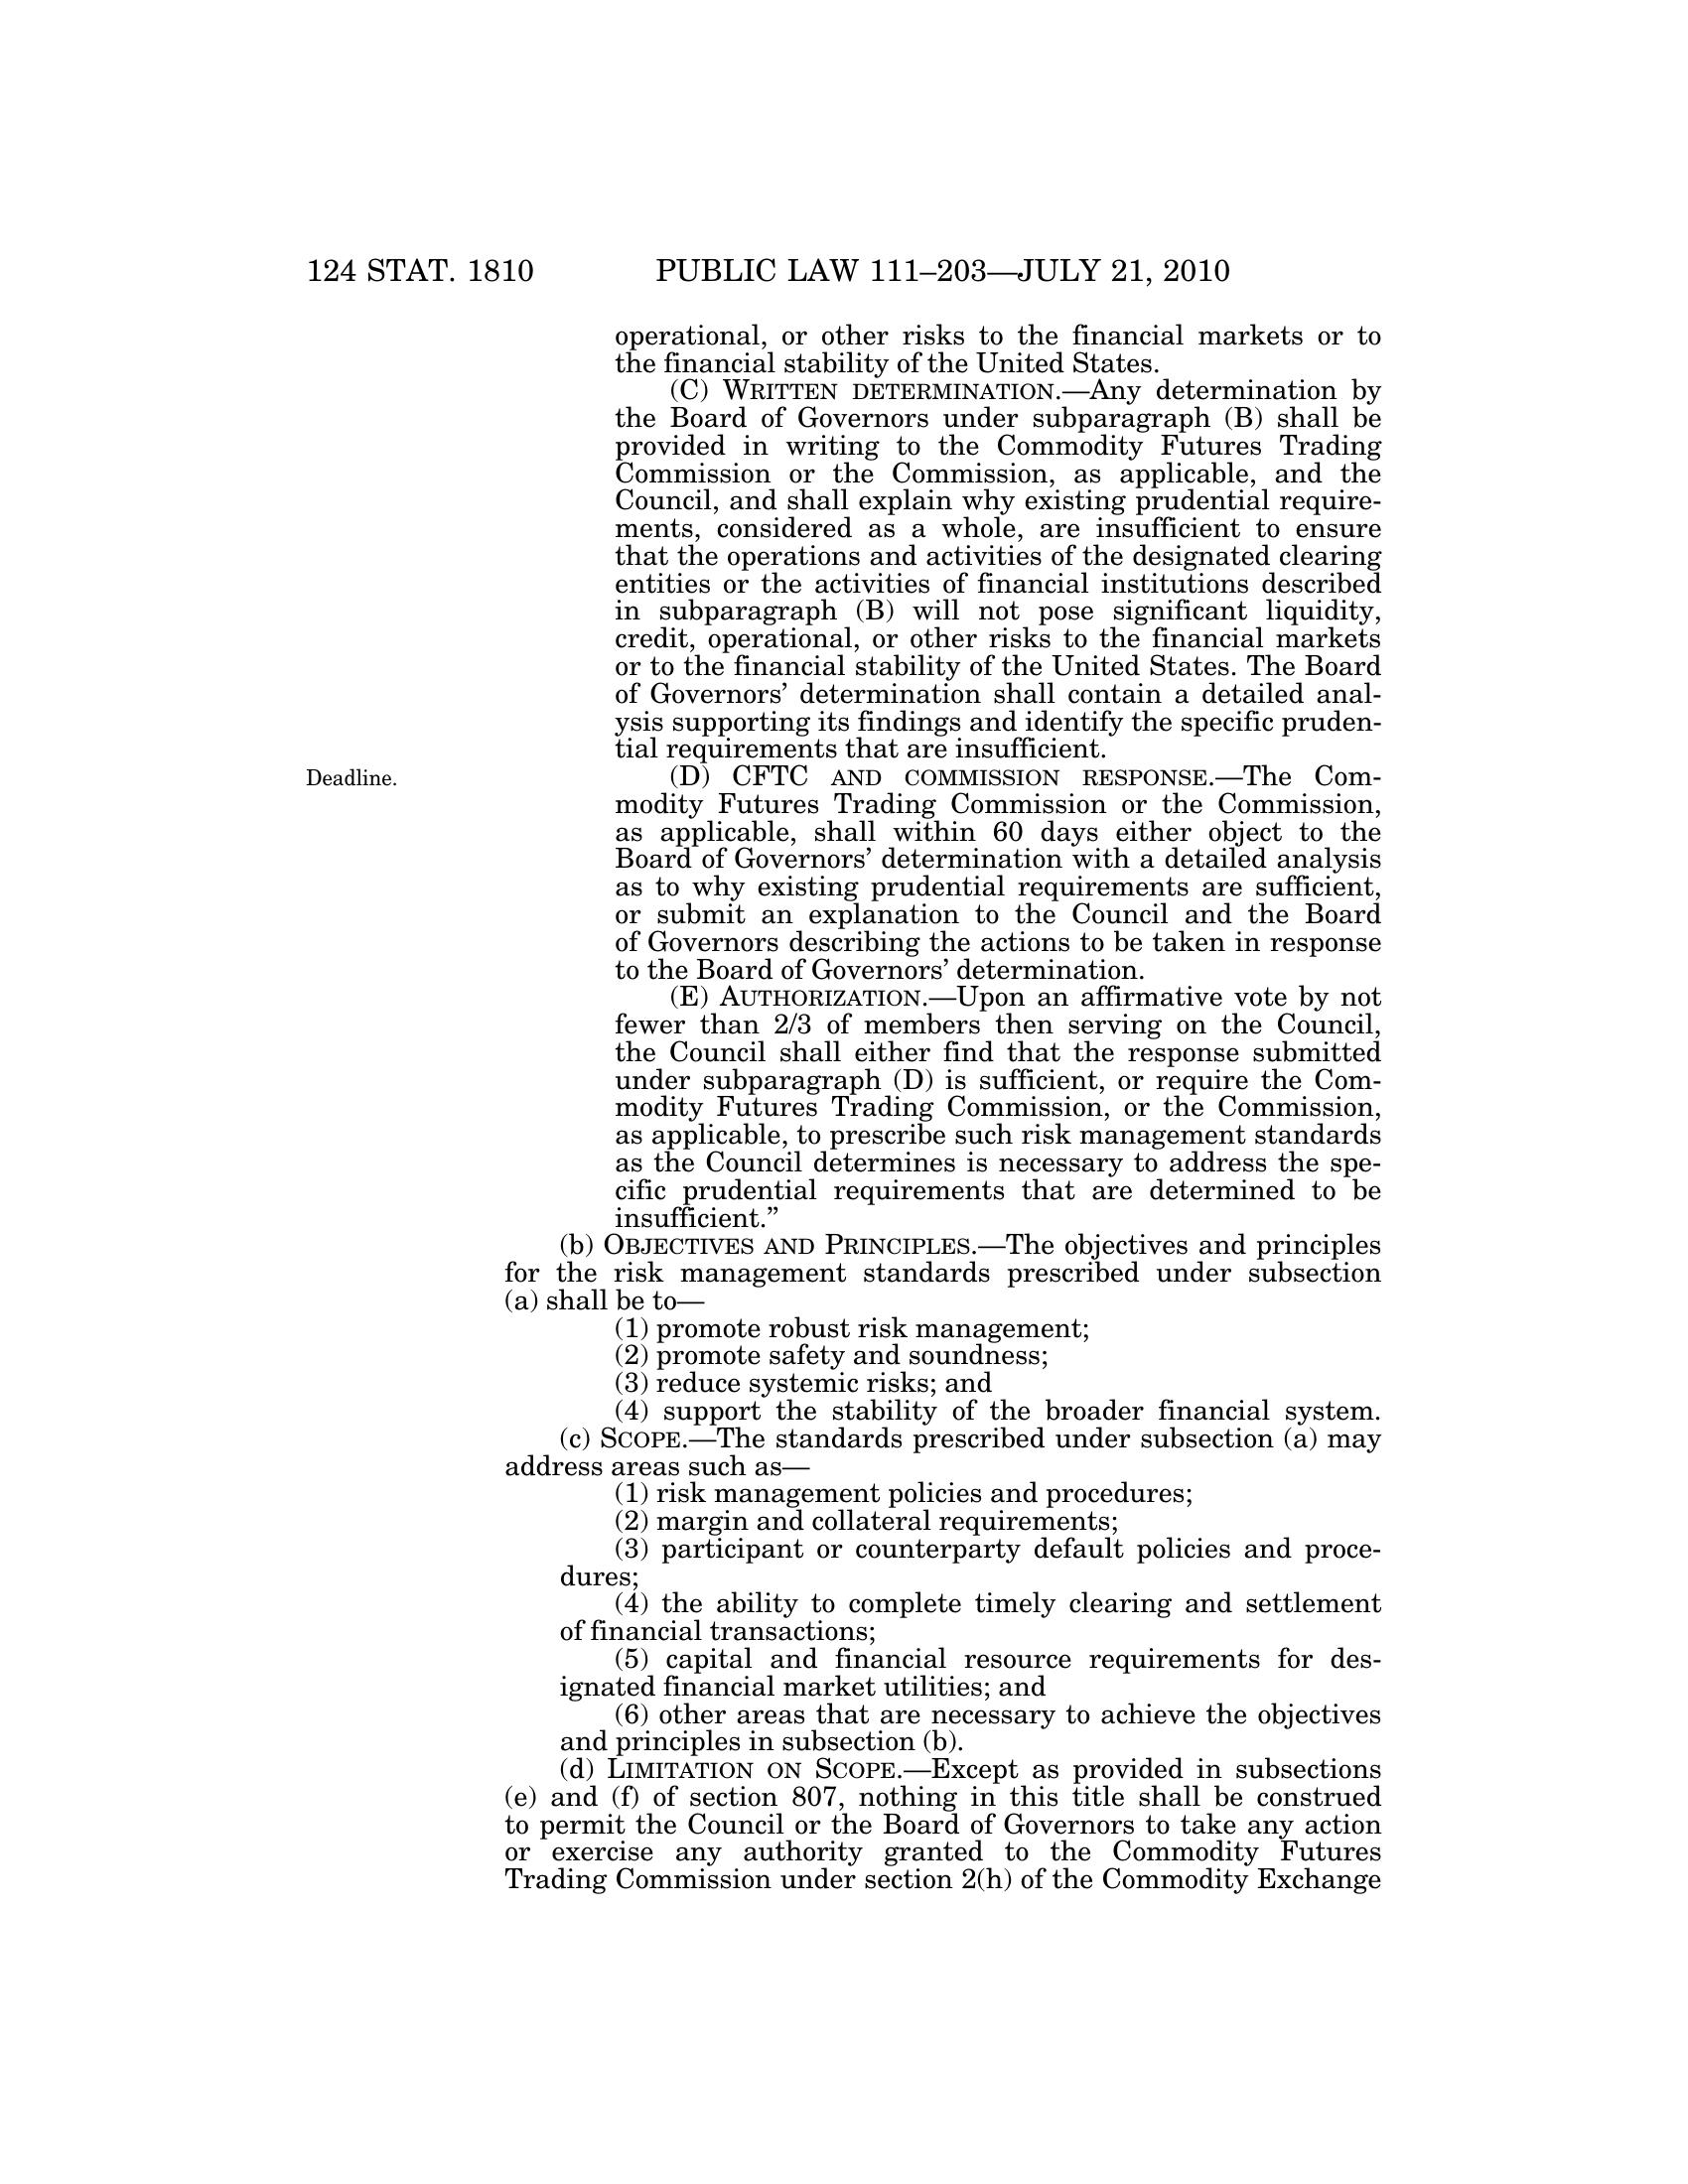 124 STAT. 1810 PUBLIC LAW 111–203—JULY 21, 2010
operational, or other risks to the financial markets or to
the financial stability of the United States.
(C) WRITTEN DETERMINATION.—Any determination by
the Board of Governors under subparagraph (B) shall be
provided in writing to the Commodity Futures Trading
Commission or the Commission, as applicable, and the
Council, and shall explain why existing prudential require-
ments, considered as a whole, are insufficient to ensure
that the operations and activities of the designated clearing
entities or the activities of financial institutions described
in subparagraph (B) will not pose significant liquidity,
credit, operational, or other risks to the financial markets
or to the financial stability of the United States. The Board
of Governors’ determination shall contain a detailed anal-
ysis supporting its findings and identify the specific pruden-
tial requirements that are insufficient.
Deadline.
(D) CFTC AND COMMISSION RESPONSE.—The Com-
modity Futures Trading Commission or the Commission,
as applicable, shall within 60 days either object to the
Board of Governors’ determination with a detailed analysis
as to why existing prudential requirements are sufficient,
or submit an explanation to the Council and the Board
of Governors describing the actions to be taken in response
to the Board of Governors’ determination.
(E) AUTHORIZATION.—Upon an affirmative vote by not
fewer than 2/3 of members then serving on the Council,
the Council shall either find that the response submitted
under subparagraph (D) is sufficient, or require the Com-
modity Futures Trading Commission, or the Commission,
as applicable, to prescribe such risk management standards
as the Council determines is necessary to address the spe-
cific prudential requirements that are determined to be
insufficient.”
(b) OBJECTIVES AND PRINCIPLES.—The objectives and principles
for the risk management standards prescribed under subsection
(a) shall be to—
(1) promote robust risk management;
(2) promote safety and soundness;
(3) reduce systemic risks; and
(4) support the stability of the broader financial system.
(c) SCOPE.—The standards prescribed under subsection (a) may
address areas such as—
(1) risk management policies and procedures;
(2) margin and collateral requirements;
(3) participant or counterparty default policies and proce-
dures;
(4) the ability to complete timely clearing and settlement
of financial transactions;
(5) capital and financial resource requirements for des-
ignated financial market utilities; and
(6) other areas that are necessary to achieve the objectives
and principles in subsection (b).
(d) LIMITATION ON SCOPE.—Except as provided in subsections
(e) and (f) of section 807, nothing in this title shall be construed
to permit the Council or the Board of Governors to take any action
or exercise any authority granted to the Commodity Futures
Trading Commission under section 2(h) of the Commodity Exchange